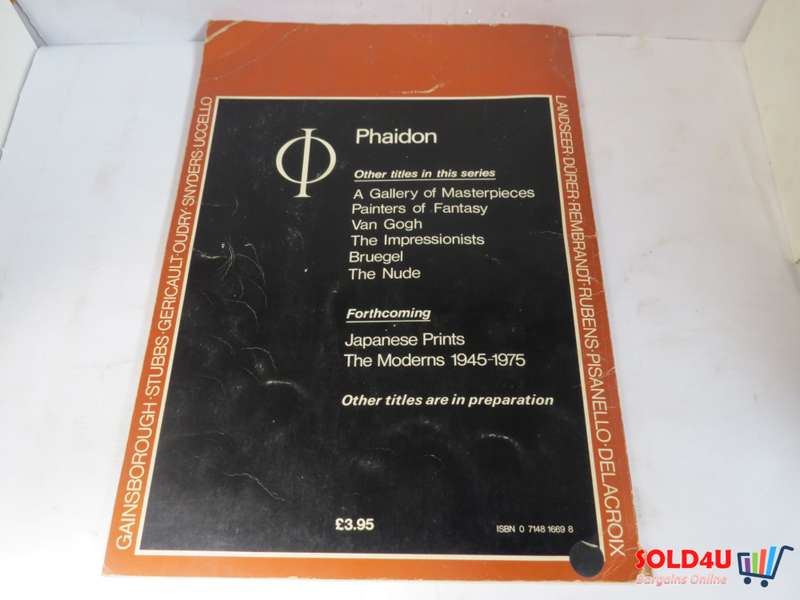 Phaidon
Other titles in this series
A Gallery of Masterpieces
Painters of Fantasy
Van Gogh
The Impressionists
Bruegel
The Nude
Forthcoming
Japanese Prints
The Moderns 1945-1975
Other titles are in preparation
£3.95
ISBN 0 7148 1669 8
GAINSBOROUGH·STUBBS·GERICAULT·OUDRY·SNYDERS·UCCELLO
LANDSEER·DÜRER·REMBRANDT·RUBENS·PISANELLO·DELACROIX
SOLD4U
Bargains Online